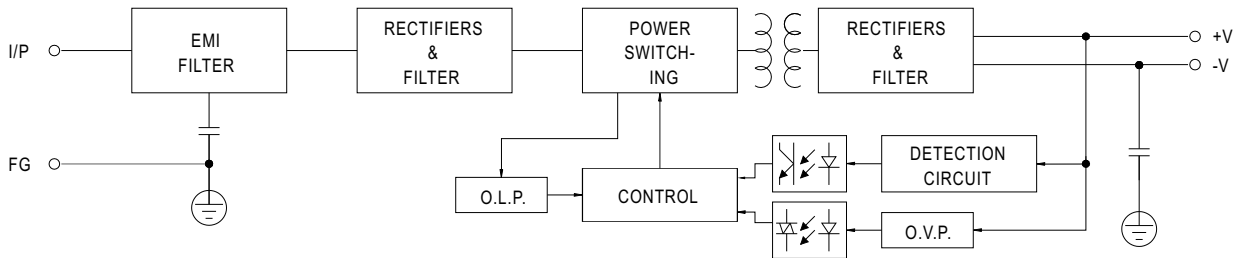 I/P
EMI
FILTER
RECTIFIERS
&
FILTER
POWER
SWITCH-
ING
RECTIFIERS
&
FILTER
+V
-V
FG
O.L.P.
CONTROL
DETECTION
CIRCUIT
O.V.P.